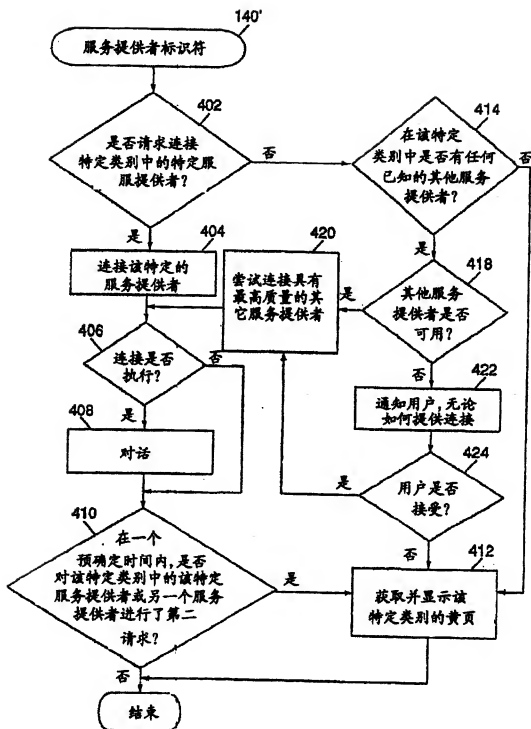 140'
服务提供者标识符
402
是否请求连接
特定类别中的特定服
服提供者？
否
是
414
在该特定
类别中是否有任何
已知的其他服务
提供者？
否
是
404
连接该特定的
服务提供者
420
尝试连接具有
最高质量的其
它服务提供者
是
418
其他服务
提供者是否
可用？
否
406
连接是否
执行？
否
是
422
通知用户,无论
如何提供连接
408
对话
424
用户是否
接受？
是
否
410
在一个
预确定时间内,是否
对该特定类别中的该特定
服务提供者或另一个服务
提供者进行了第二
请求？
是
否
412
获取并显示该
特定类别的黄页
结束